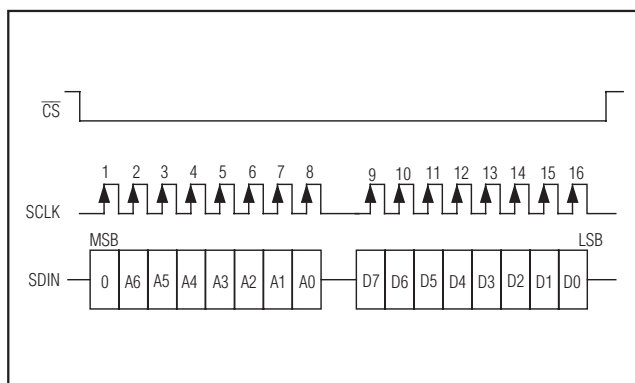 CS
1 2 3 4 5 6 7 8 9 10 11 12 13 14 15 16
SCLK
MSB LSB
SDIN 0 A6 A5 A4 A3 A2 A1 A0 D7 D6 D5 D4 D3 D2 D1 D0